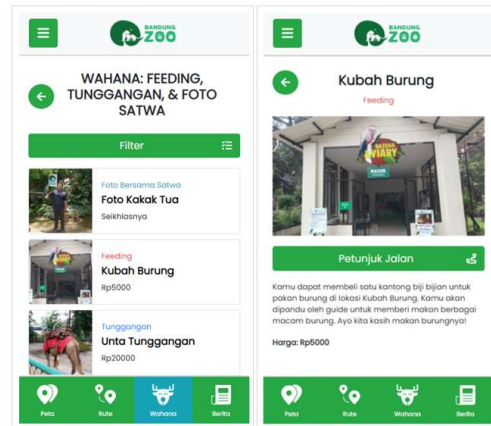 BANDUNG
ZOO
WAHANA: FEEDING,
TUNGGANGAN, & FOTO
SATWA
Filter
Foto Bersama Satwa
Foto Kakak Tua
Seikhlasnya
Feeding
Kubah Burung
Rp5000
Tunggangan
Unta Tunggangan
Rp20000
Peta
Rute
Wahana
Berita
BANDUNG
ZOO
Kubah Burung
Feeding
AVIARY
MASUK
Petunjuk Jalan
Kamu dapat membeli satu kantong biji bijian untuk
pakan burung di lokasi Kubah Burung. Kamu akan
dipandu oleh guide untuk memberi makan berbagai
macam burung. Ayo kita kasih makan burungnya!
Harga: Rp5000
Peta
Rute
Wahana
Berita